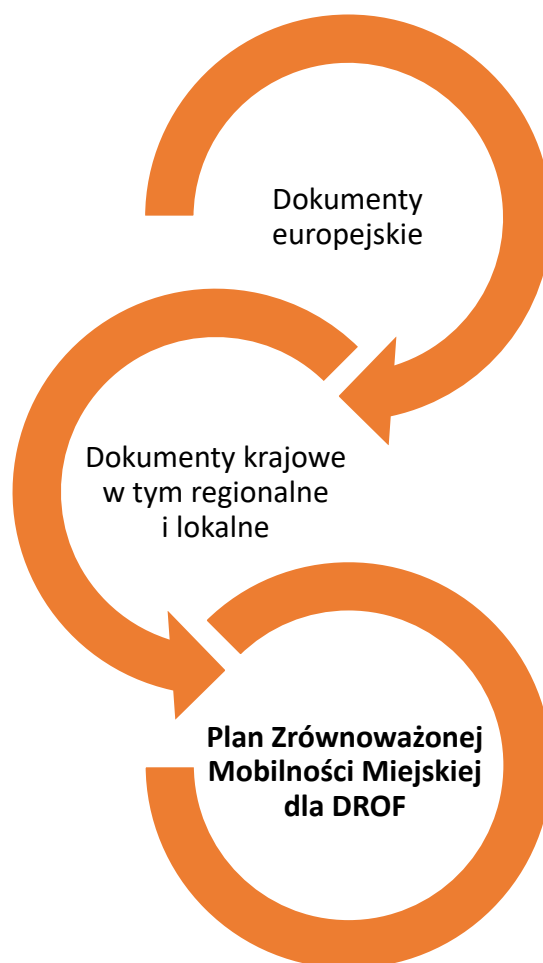 Dokumenty
europejskie
Dokumenty krajowe
w tym regionalne
i lokalne
Plan Zrównoważonej
Mobilności Miejskiej
dla DROF